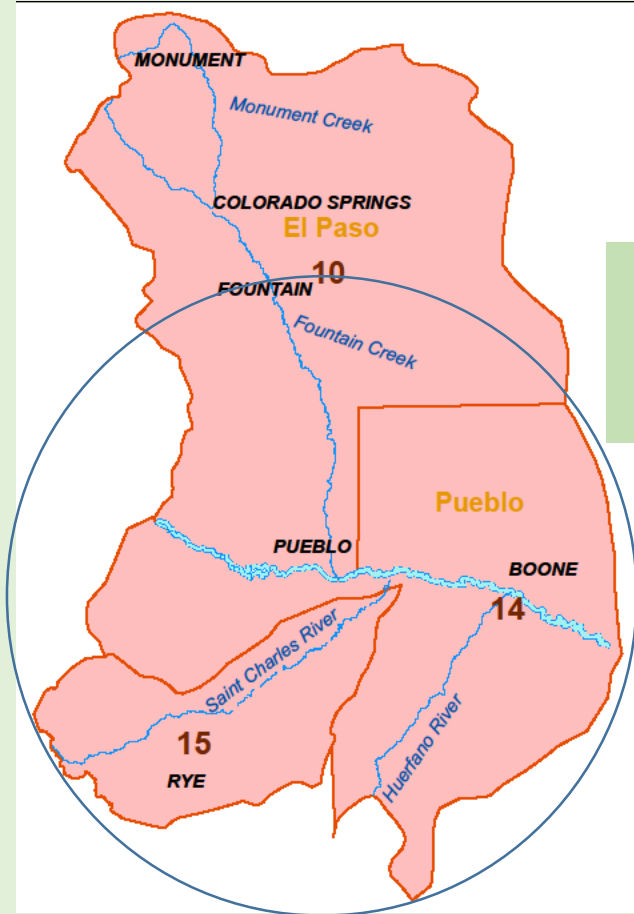 MONUMENT
Monument Creek
COLORADO SPRINGS
El Paso
10
FOUNTAIN
Fountain Creek
Pueblo
PUEBLO
BOONE
14
Saint Charles River
Huerfano River
15
RYE